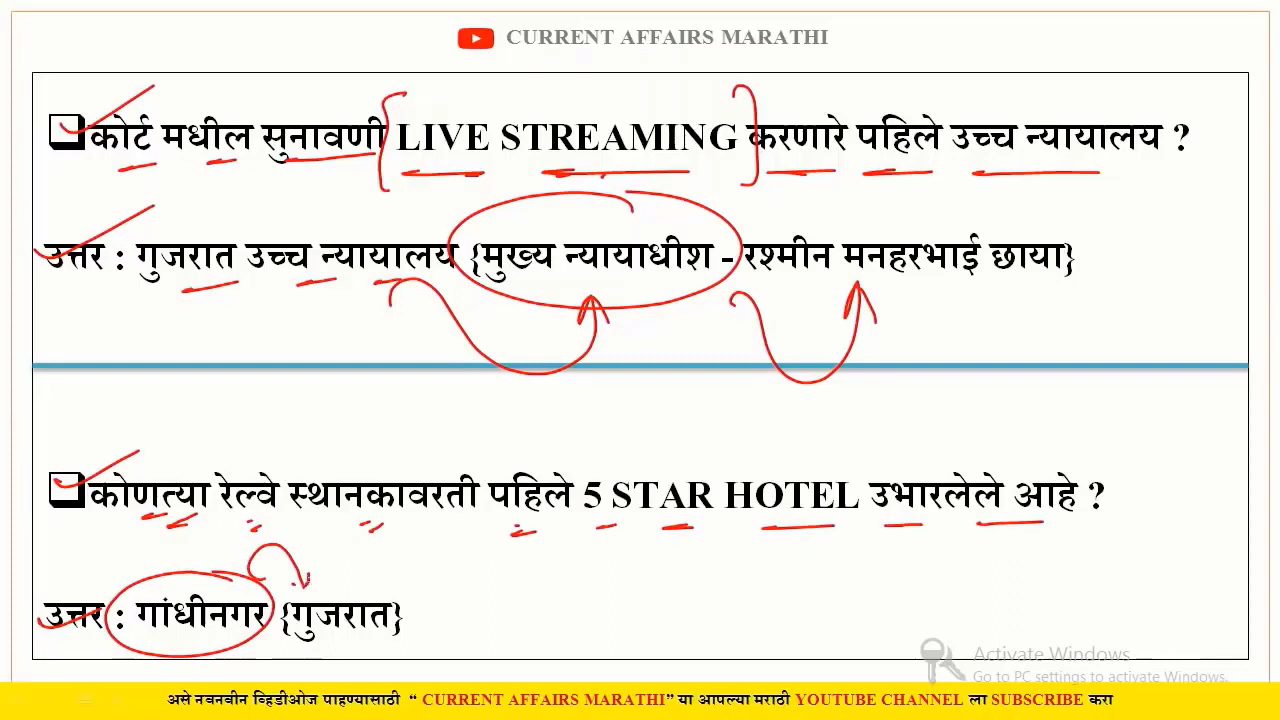 CURRENT AFFAIRS MARATHI
कोर्ट मधील सुनावणी LIVE STREAMING करणारे पहिले उच्च न्यायालय ?
उत्तर : गुजरात उच्च न्यायालय {मुख्य न्यायाधीश - रश्मीन मनहरभाई छाया}
कोणत्या रेल्वे स्थानकावरती पहिले 5 STAR HOTEL उभारलेले आहे ?
उत्तर : गांधीनगर {गुजरात}
Activate Windows
Go to PC settings to activate Windows.
असे नवनवीन व्हिडीओज पाहण्यासाठी “ CURRENT AFFAIRS MARATHI” या आपल्या मराठी YOUTUBE CHANNEL ला SUBSCRIBE करा